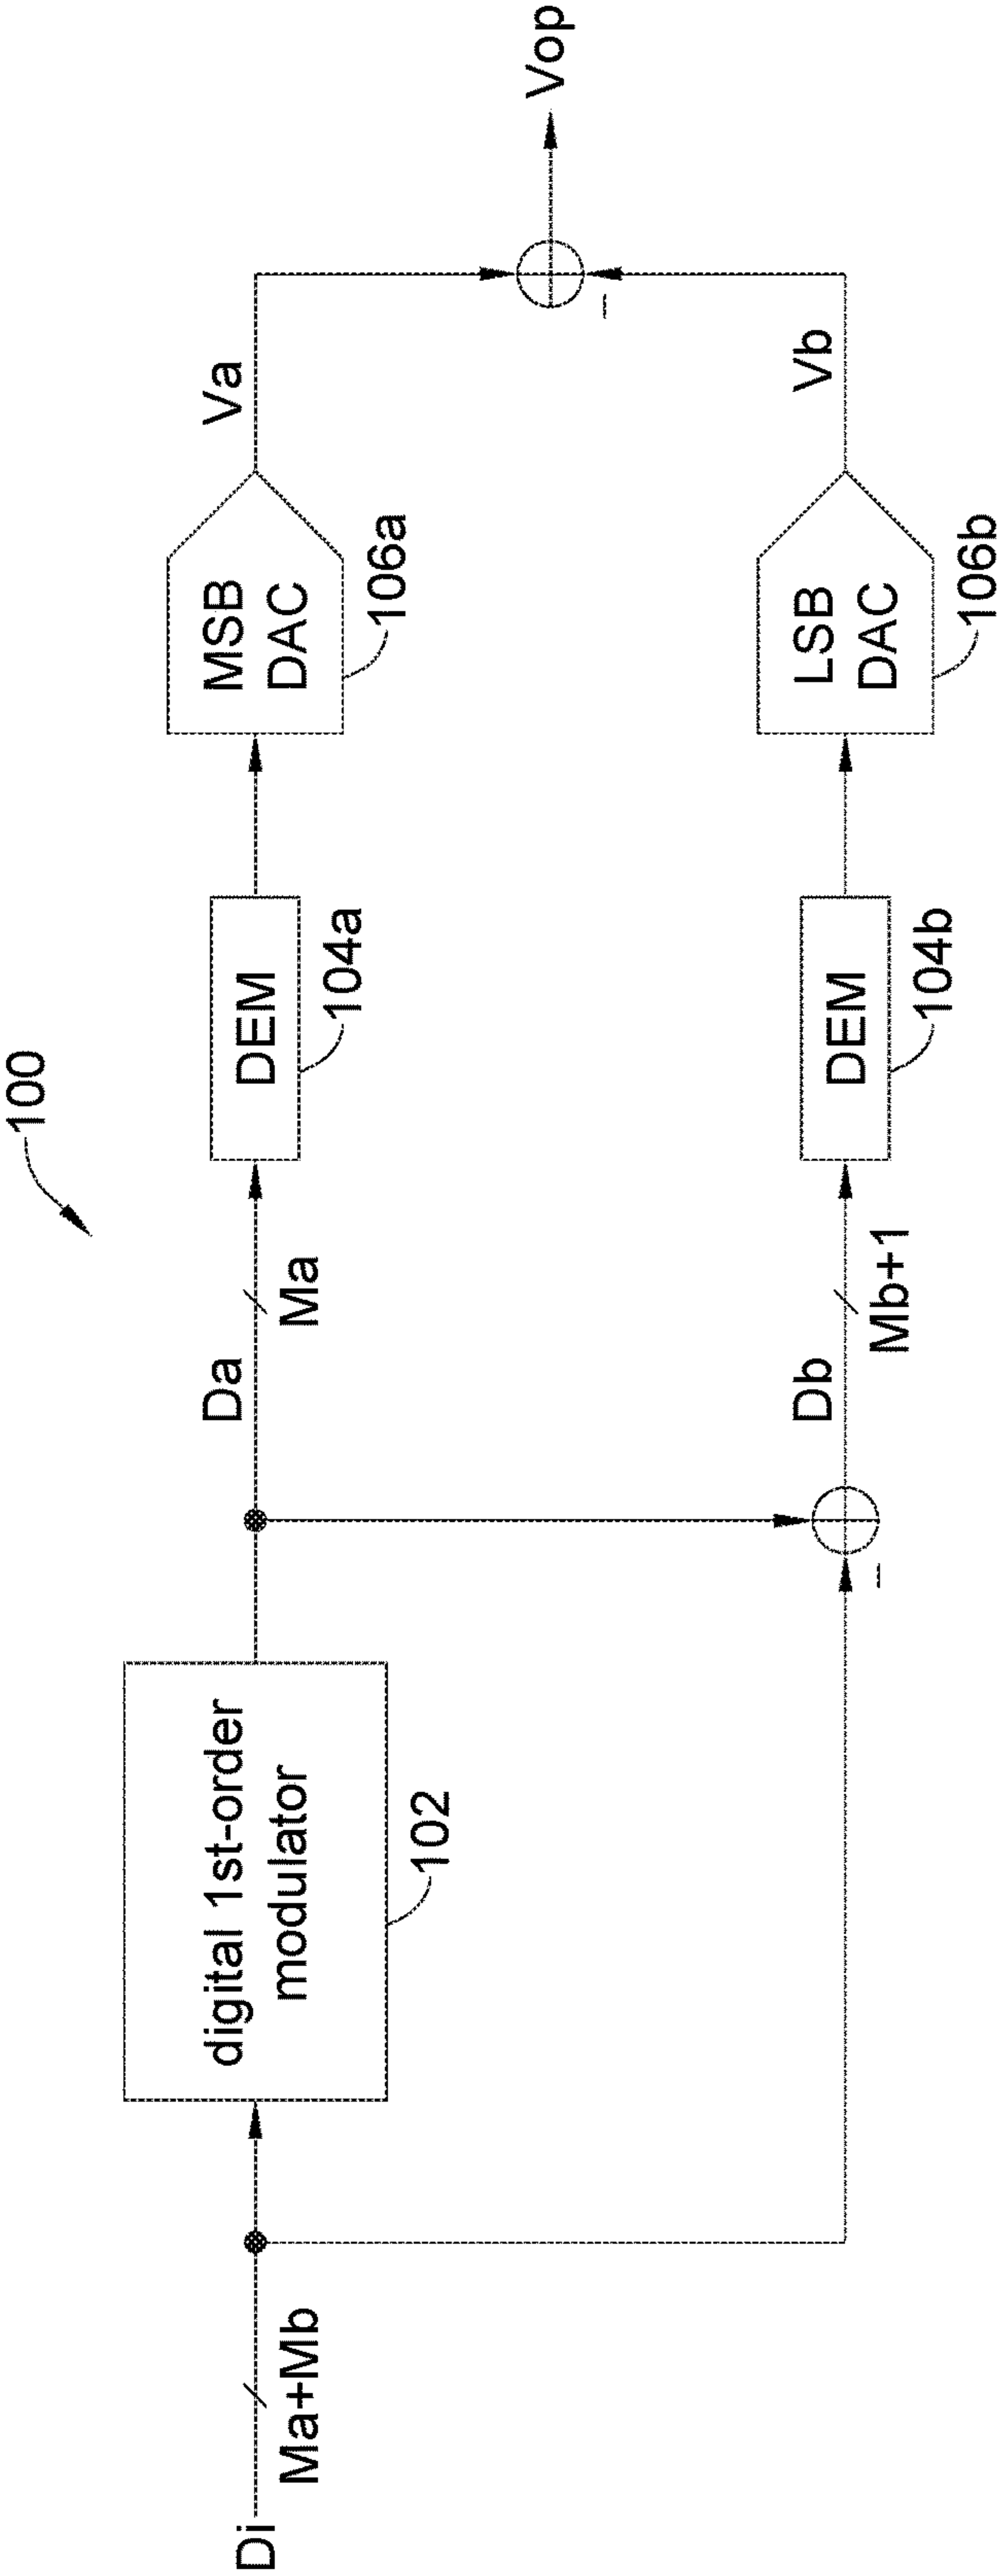 100
Di
Ma+Mb
digital 1st-order
modulator
102
Da
Ma
DEM
104a
MSB
DAC
106a
Va
Vop
−
Db
Mb+1
−
DEM
104b
LSB
DAC
106b
Vb